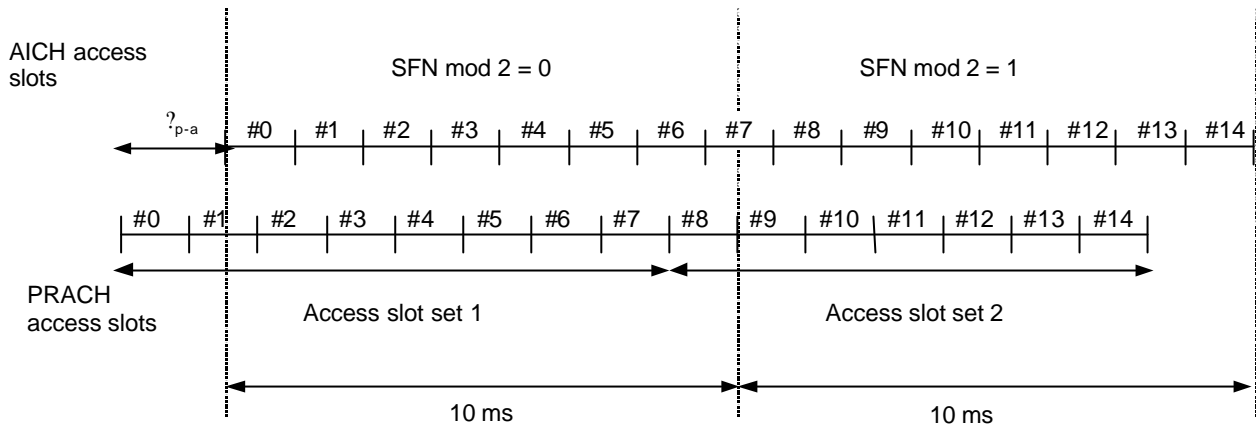 AICH access
slots
SFN mod 2 = 0
SFN mod 2 = 1
?p-a
#0 #1 #2 #3 #4 #5 #6 #7 #8 #9 #10 #11 #12 #13 #14
#0 #1 #2 #3 #4 #5 #6 #7 #8 #9 #10 #11 #12 #13 #14
PRACH
access slots
Access slot set 1
Access slot set 2
10 ms
10 ms